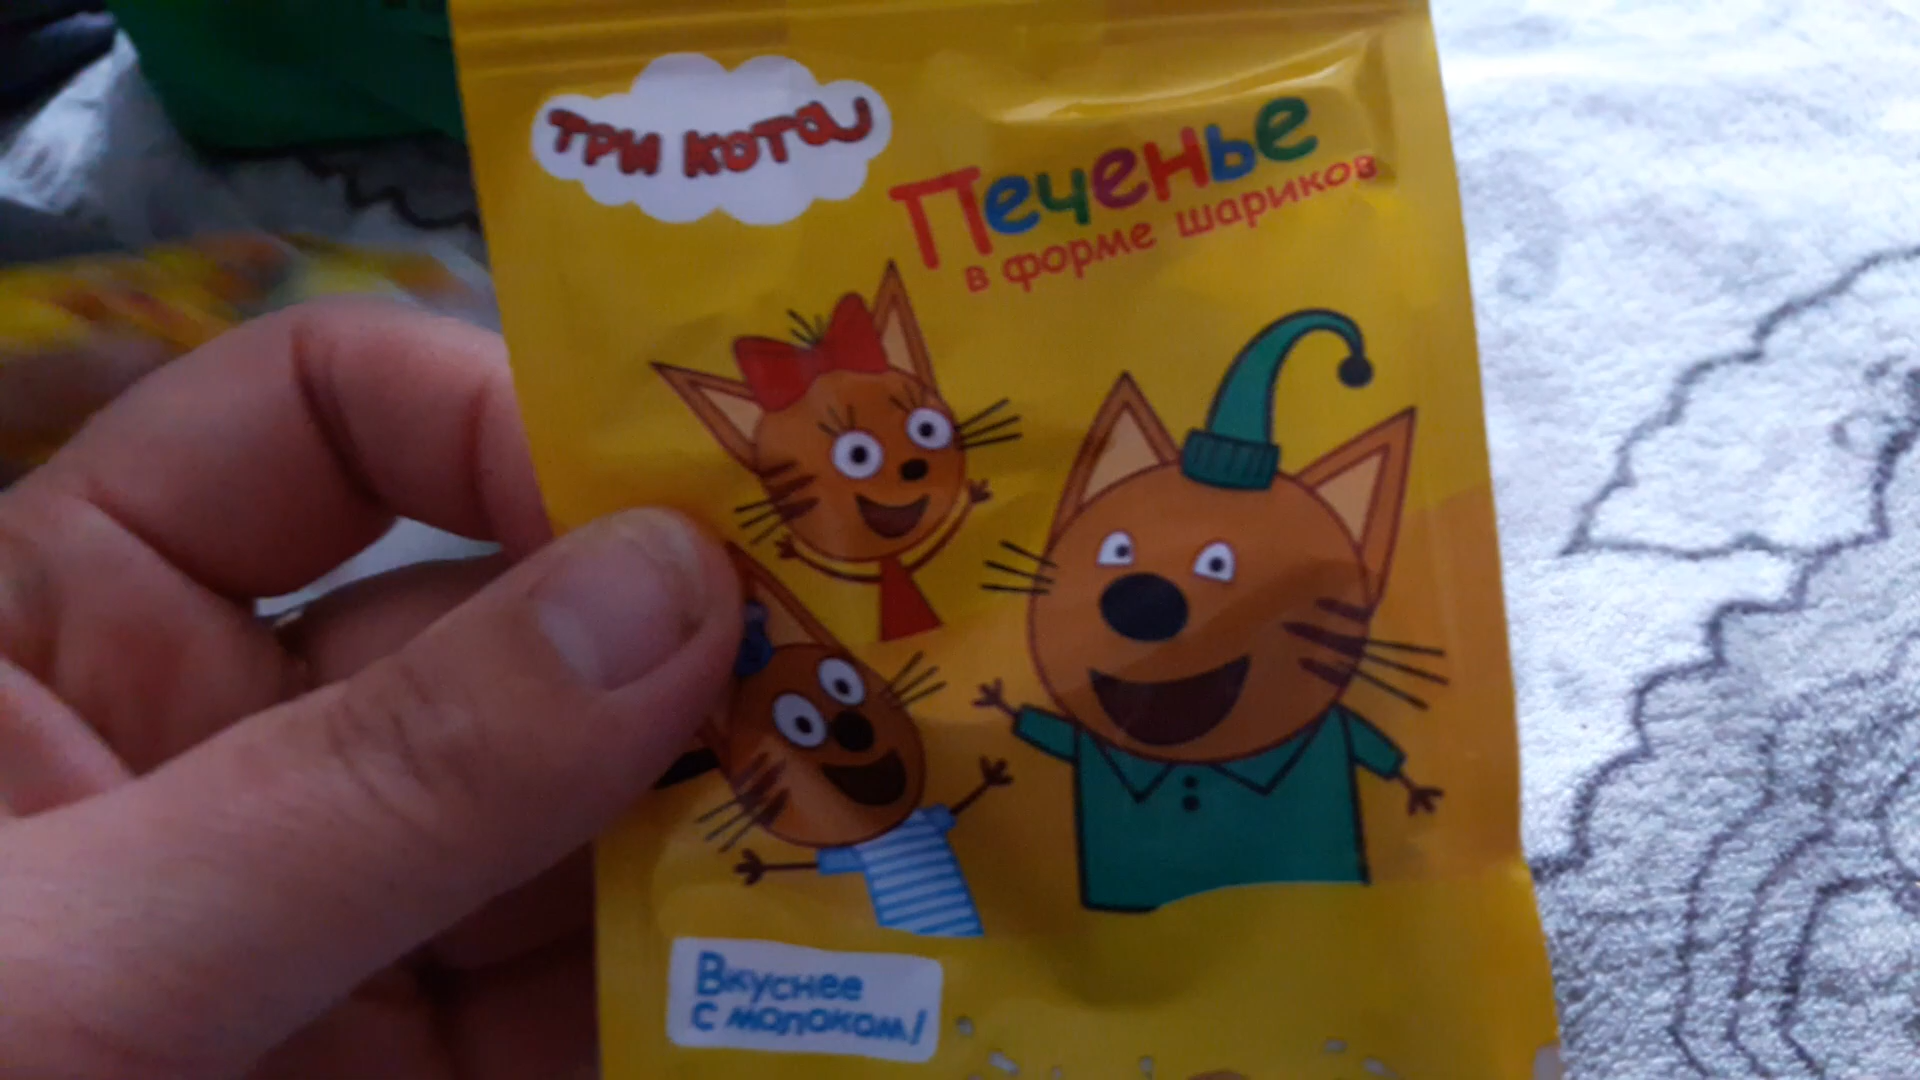 ТРИ КОТА
Печенье
в форме шариков
Вкуснее
с молоком!